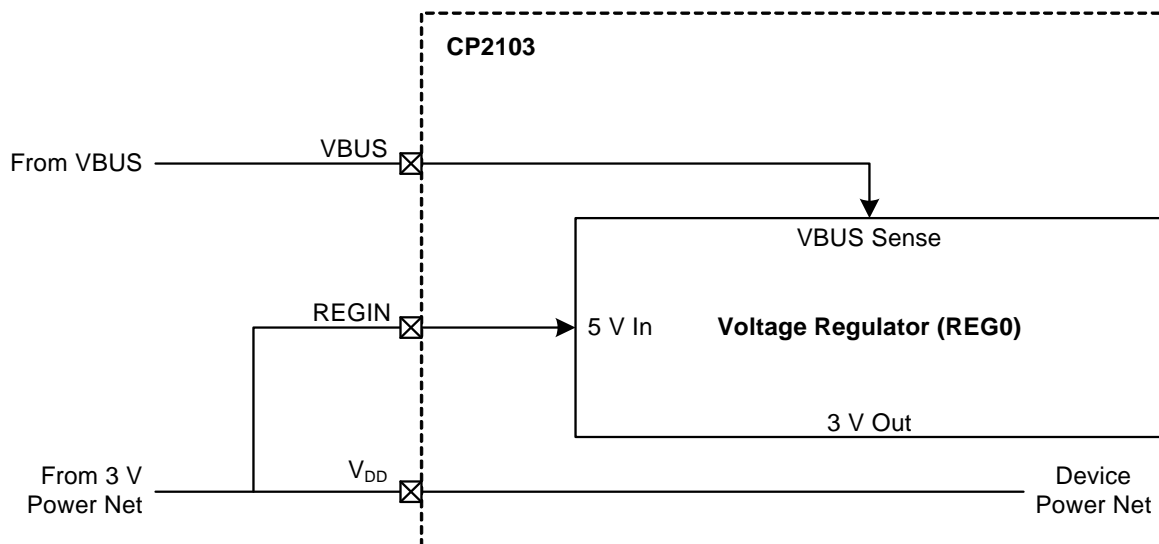 CP2103
From VBUS
VBUS
VBUS Sense
REGIN
5 V In
Voltage Regulator (REG0)
3 V Out
From 3 V
Power Net
VDD
Device
Power Net